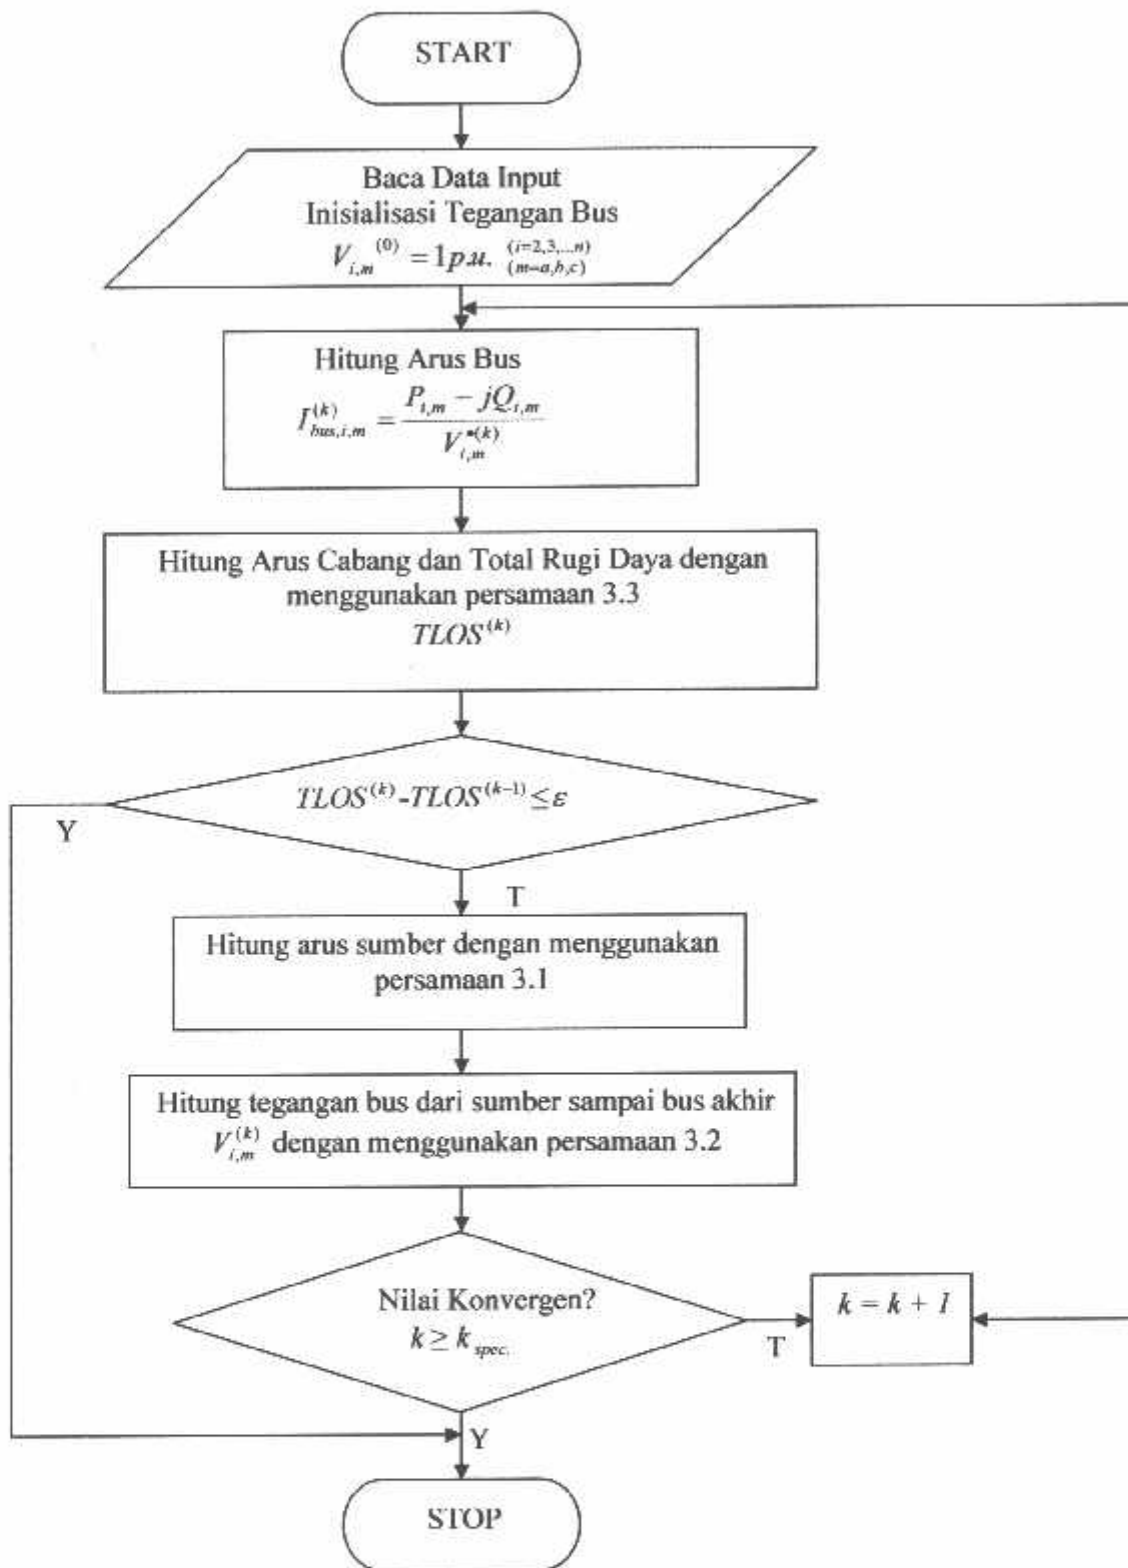 START
Baca Data Input
Inisialisasi Tegangan Bus
V_{i,m}^{(0)} = 1 p.u. (i=2,3,...n) (m=a,b,c)
Hitung Arus Bus
I_{bus,i,m}^{(k)} = \frac{P_{i,m} - jQ_{i,m}}{V_{i,m}^{*(k)}}
Hitung Arus Cabang dan Total Rugi Daya dengan
menggunakan persamaan 3.3
TLOS^{(k)}
TLOS^{(k)}-TLOS^{(k-1)} ≤ ε
Y
T
Hitung arus sumber dengan menggunakan
persamaan 3.1
Hitung tegangan bus dari sumber sampai bus akhir
V_{i,m}^{(k)} dengan menggunakan persamaan 3.2
Nilai Konvergen?
k ≥ k_{spec.}
T
k = k + 1
Y
STOP